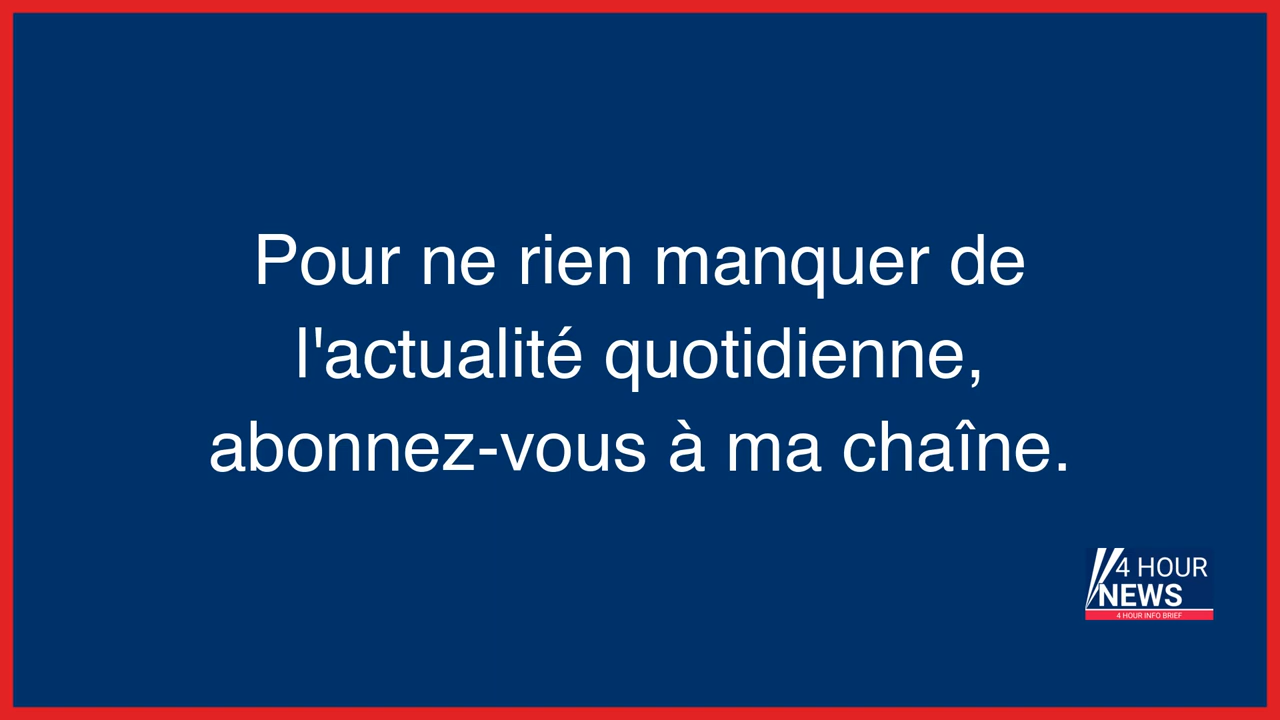 Pour ne rien manquer de
l'actualité quotidienne,
abonnez-vous à ma chaîne.
4 HOUR
NEWS
4 HOUR INFO BRIEF